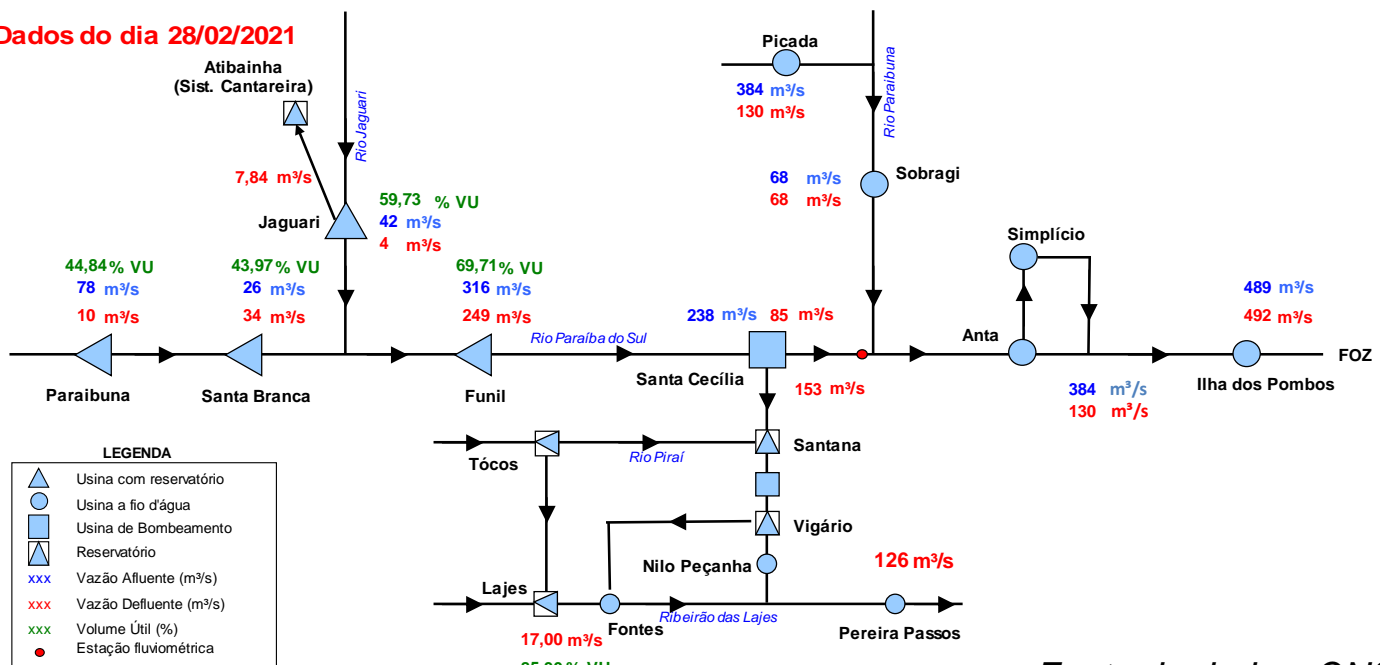 Dados do dia 28/02/2021
Picada
384 m³/s
130 m³/s
Rio Paraibuna
Atibainha
(Sist. Cantareira)
Rio Jaguari
7,84 m³/s
59,73 % VU
42 m³/s
4 m³/s
Jaguari
68 m³/s
68 m³/s
Sobragi
Simplício
44,84% VU
78 m³/s
10 m³/s
43,97% VU
26 m³/s
34 m³/s
69,71% VU
316 m³/s
249 m³/s
238 m³/s 85 m³/s
489 m³/s
492 m³/s
Rio Paraíba do Sul
Anta
FOZ
Paraibuna
Santa Branca
Funil
Santa Cecília
153 m³/s
384 m³/s
130 m³/s
Ilha dos Pombos
Tócos
Rio Piraí
Santana
Vigário
Nilo Peçanha
126 m³/s
Lajes
Fontes
Ribeirão das Lajes
Pereira Passos
17,00 m³/s
LEGENDA
Usina com reservatório
Usina a fio d'água
Usina de Bombeamento
Reservatório
xxx Vazão Afluente (m³/s)
xxx Vazão Defluente (m³/s)
xxx Volume Útil (%)
Estação fluviométrica
% VU